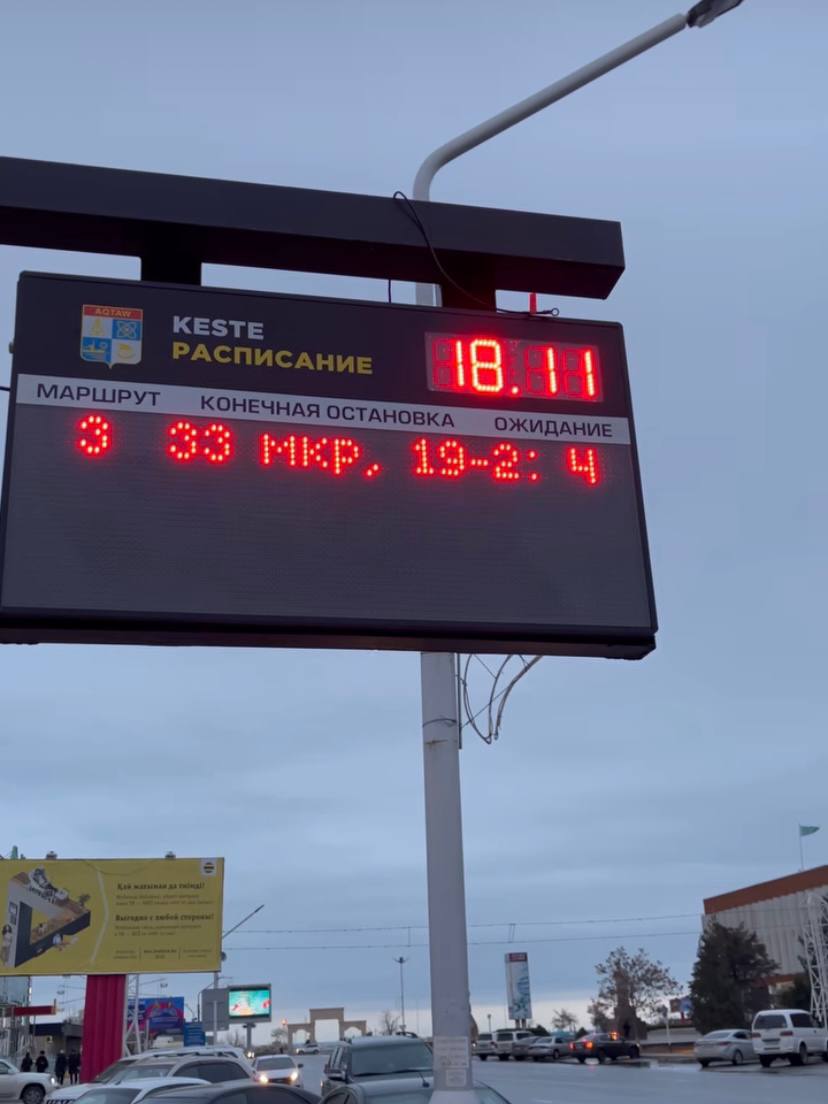 AQTAW
KESTE
РАСПИСАНИЕ
18.11
МАРШРУТ КОНЕЧНАЯ ОСТАНОВКА ОЖИДАНИЕ
3 33 МКР, 19-2: 4
Қай жағынан да тиімді!
Выгодно с любой стороны!